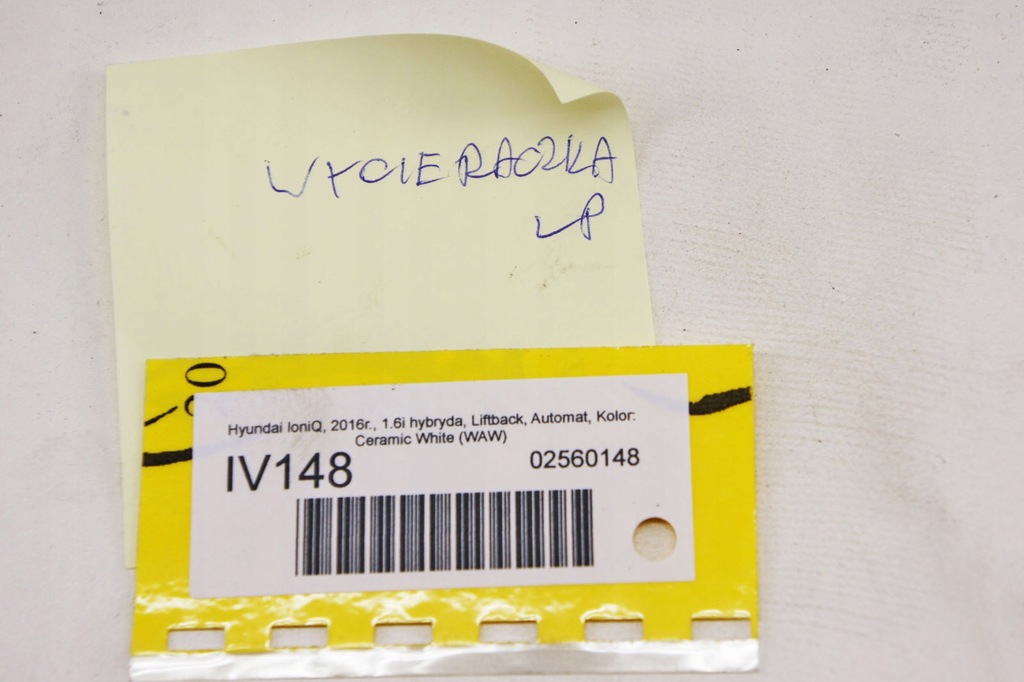 WYCIERACZKA
LP
Hyundai IoniQ, 2016r., 1.6i hybryda, Liftback, Automat, Kolor:
Ceramic White (WAW)
IV148
02560148